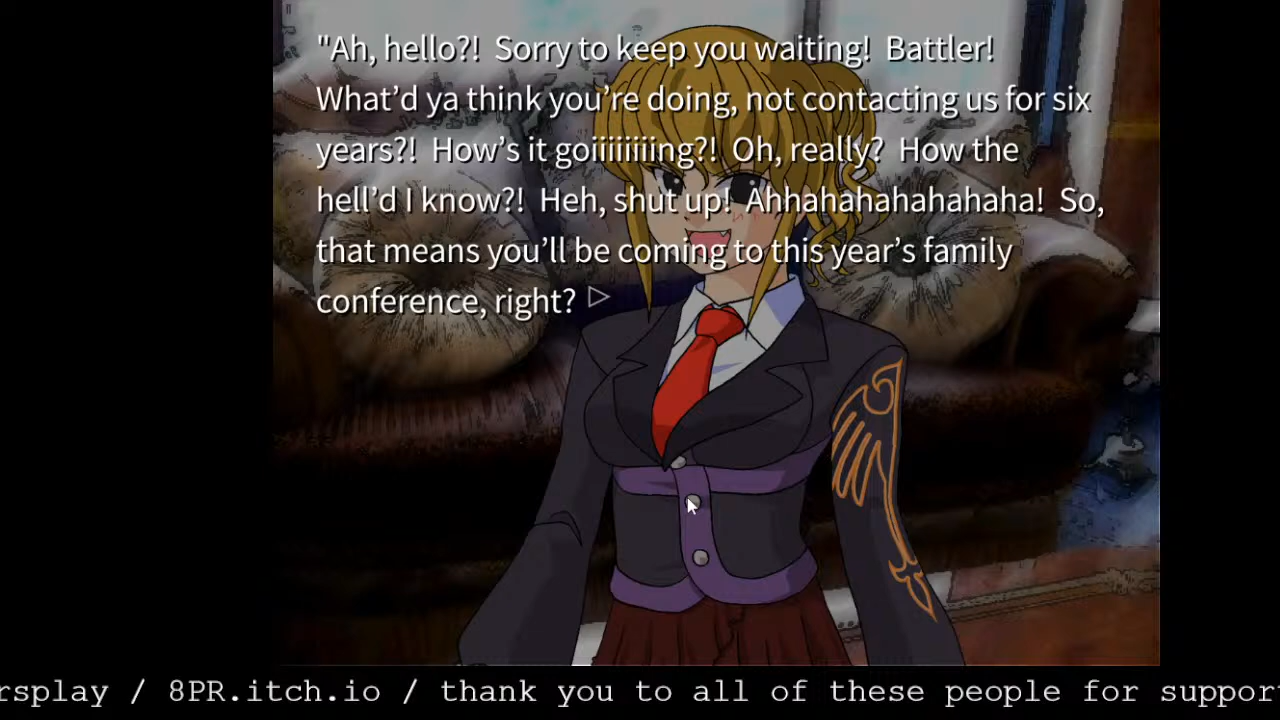 "Ah, hello?!  Sorry to keep you waiting!  Battler!
What’d ya think you’re doing, not contacting us for six
years?!  How’s it goiiiiiiiing?!  Oh, really?  How the
hell’d I know?!  Heh, shut up!  Ahhahahahahahaha!  So,
that means you’ll be coming to this year’s family
conference, right?
rsplay / 8PR.itch.io / thank you to all of these people for suppor